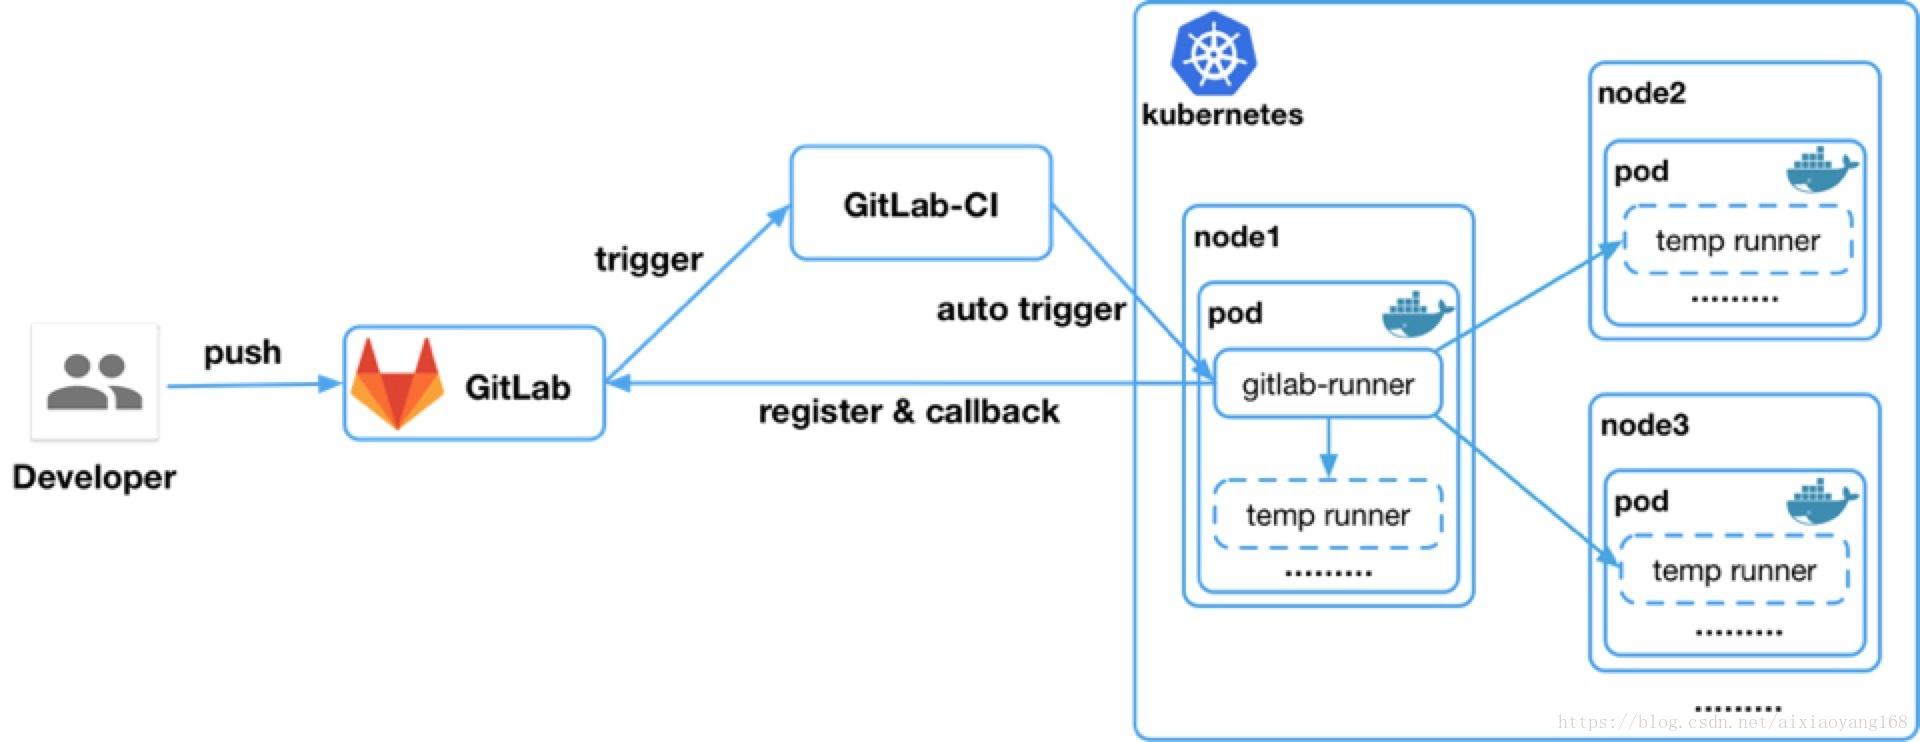 kubernetes
node2
pod
temp runner
.........
GitLab-CI
node1
trigger
auto trigger
pod
push
GitLab
gitlab-runner
register & callback
Developer
temp runner
.........
node3
pod
temp runner
.........
.........
https://blog.csdn.net/aixiaoyang168